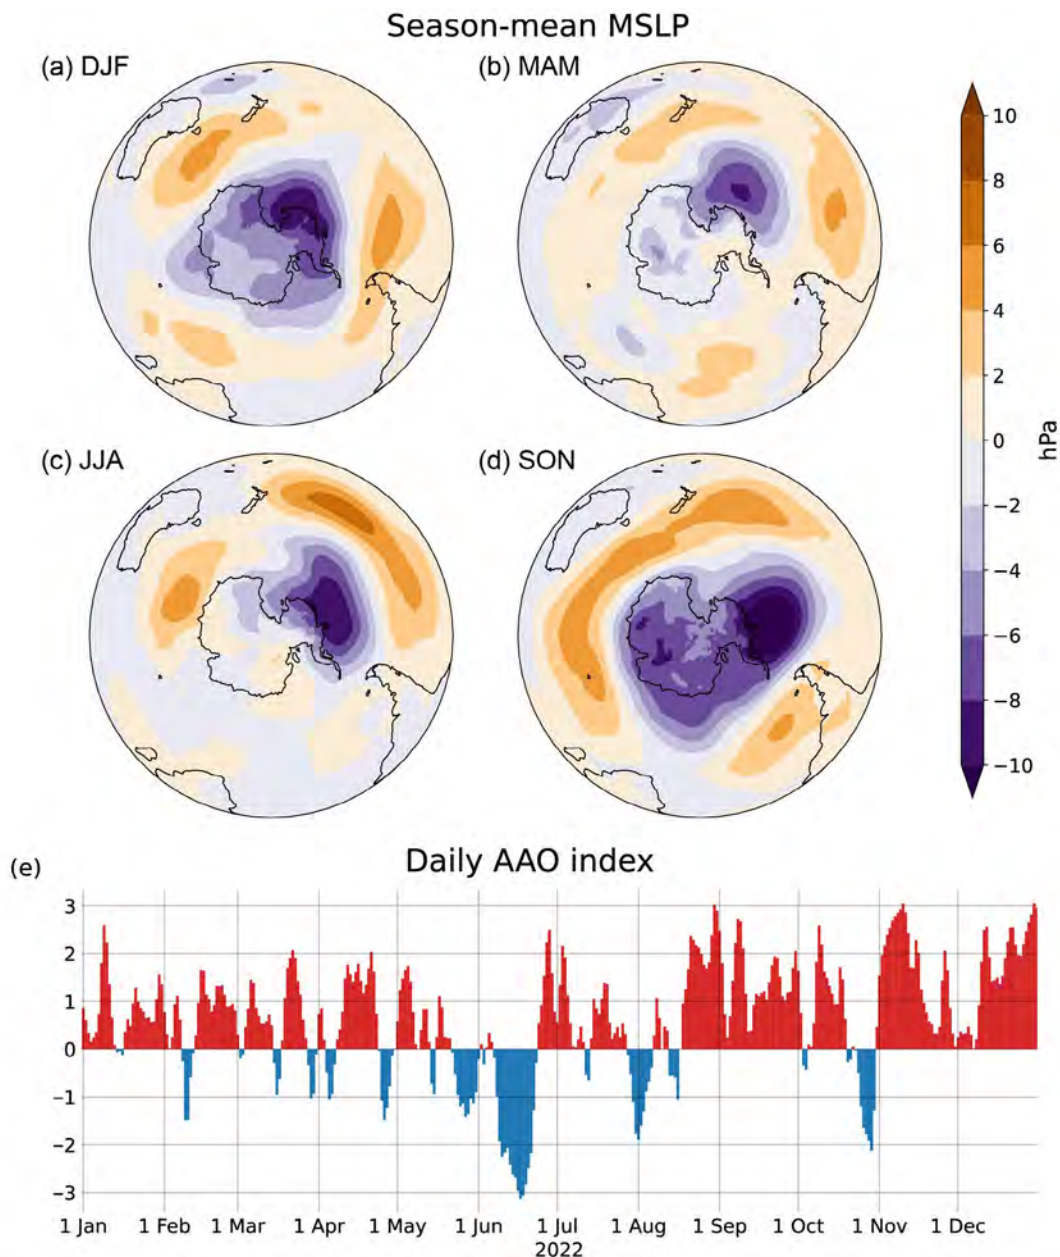 Season-mean MSLP
(a) DJF
(b) MAM
(c) JJA
(d) SON
10
8
6
4
2
0
−2
−4
−6
−8
−10
hPa
(e)
Daily AAO index
3
2
1
0
−1
−2
−3
1 Jan 1 Feb 1 Mar 1 Apr 1 May 1 Jun 1 Jul 1 Aug 1 Sep 1 Oct 1 Nov 1 Dec
2022